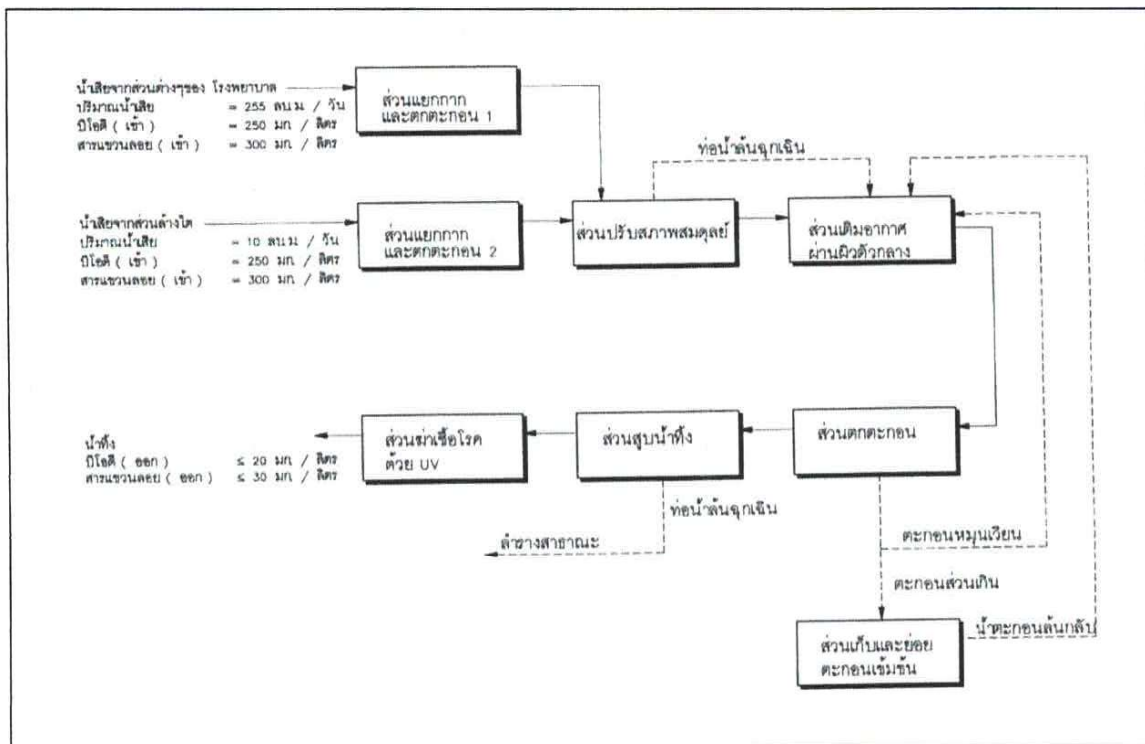 น้ำเสียจากส่วนต่างๆของ โรงพยาบาล
ปริมาณน้ำเสีย = 255 ลบ.ม. / วัน
บีโอดี ( เข้า ) = 250 มก. / ลิตร
สารแขวนลอย ( เข้า ) = 300 มก. / ลิตร
ส่วนแยกกาก
และตกตะกอน 1
ท่อน้ำล้นฉุกเฉิน
น้ำเสียจากส่วนล้างไต
ปริมาณน้ำเสีย = 10 ลบ.ม. / วัน
บีโอดี ( เข้า ) = 250 มก. / ลิตร
สารแขวนลอย ( เข้า ) = 300 มก. / ลิตร
ส่วนแยกกาก
และตกตะกอน 2
ส่วนปรับสภาพสมดุลย์
ส่วนเติมอากาศ
ผ่านผิวตัวกลาง
น้ำทิ้ง
บีโอดี ( ออก ) ≤ 20 มก. / ลิตร
สารแขวนลอย ( ออก ) ≤ 30 มก. / ลิตร
ส่วนฆ่าเชื้อโรค
ด้วย UV
ส่วนสูบน้ำทิ้ง
ส่วนตกตะกอน
ท่อน้ำล้นฉุกเฉิน
ลำรางสาธาณะ
ตะกอนหมุนเวียน
ตะกอนส่วนเกิน
น้ำตะกอนล้นกลับ
ส่วนเก็บและย่อย
ตะกอนเข้มข้น